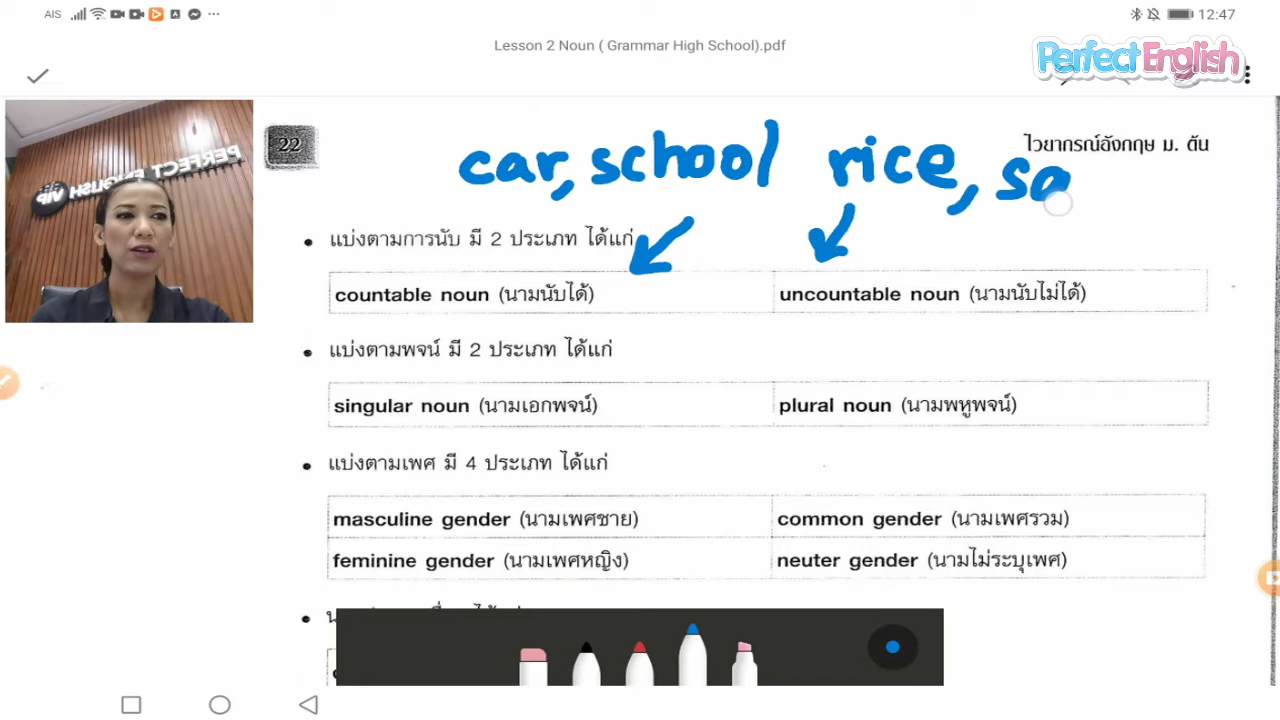 AIS
12:47
Lesson 2 Noun ( Grammar High School).pdf
Perfect English
PERFECT ENGLISH VIP
22
ไวยากรณ์อังกฤษ ม. ต้น
car, school rice, sa
แบ่งตามการนับ มี 2 ประเภท ได้แก่
countable noun (นามนับได้) uncountable noun (นามนับไม่ได้)
แบ่งตามพจน์ มี 2 ประเภท ได้แก่
singular noun (นามเอกพจน์) plural noun (นามพหูพจน์)
แบ่งตามเพศ มี 4 ประเภท ได้แก่
masculine gender (นามเพศชาย) common gender (นามเพศรวม)
feminine gender (นามเพศหญิง) neuter gender (นามไม่ระบุเพศ)